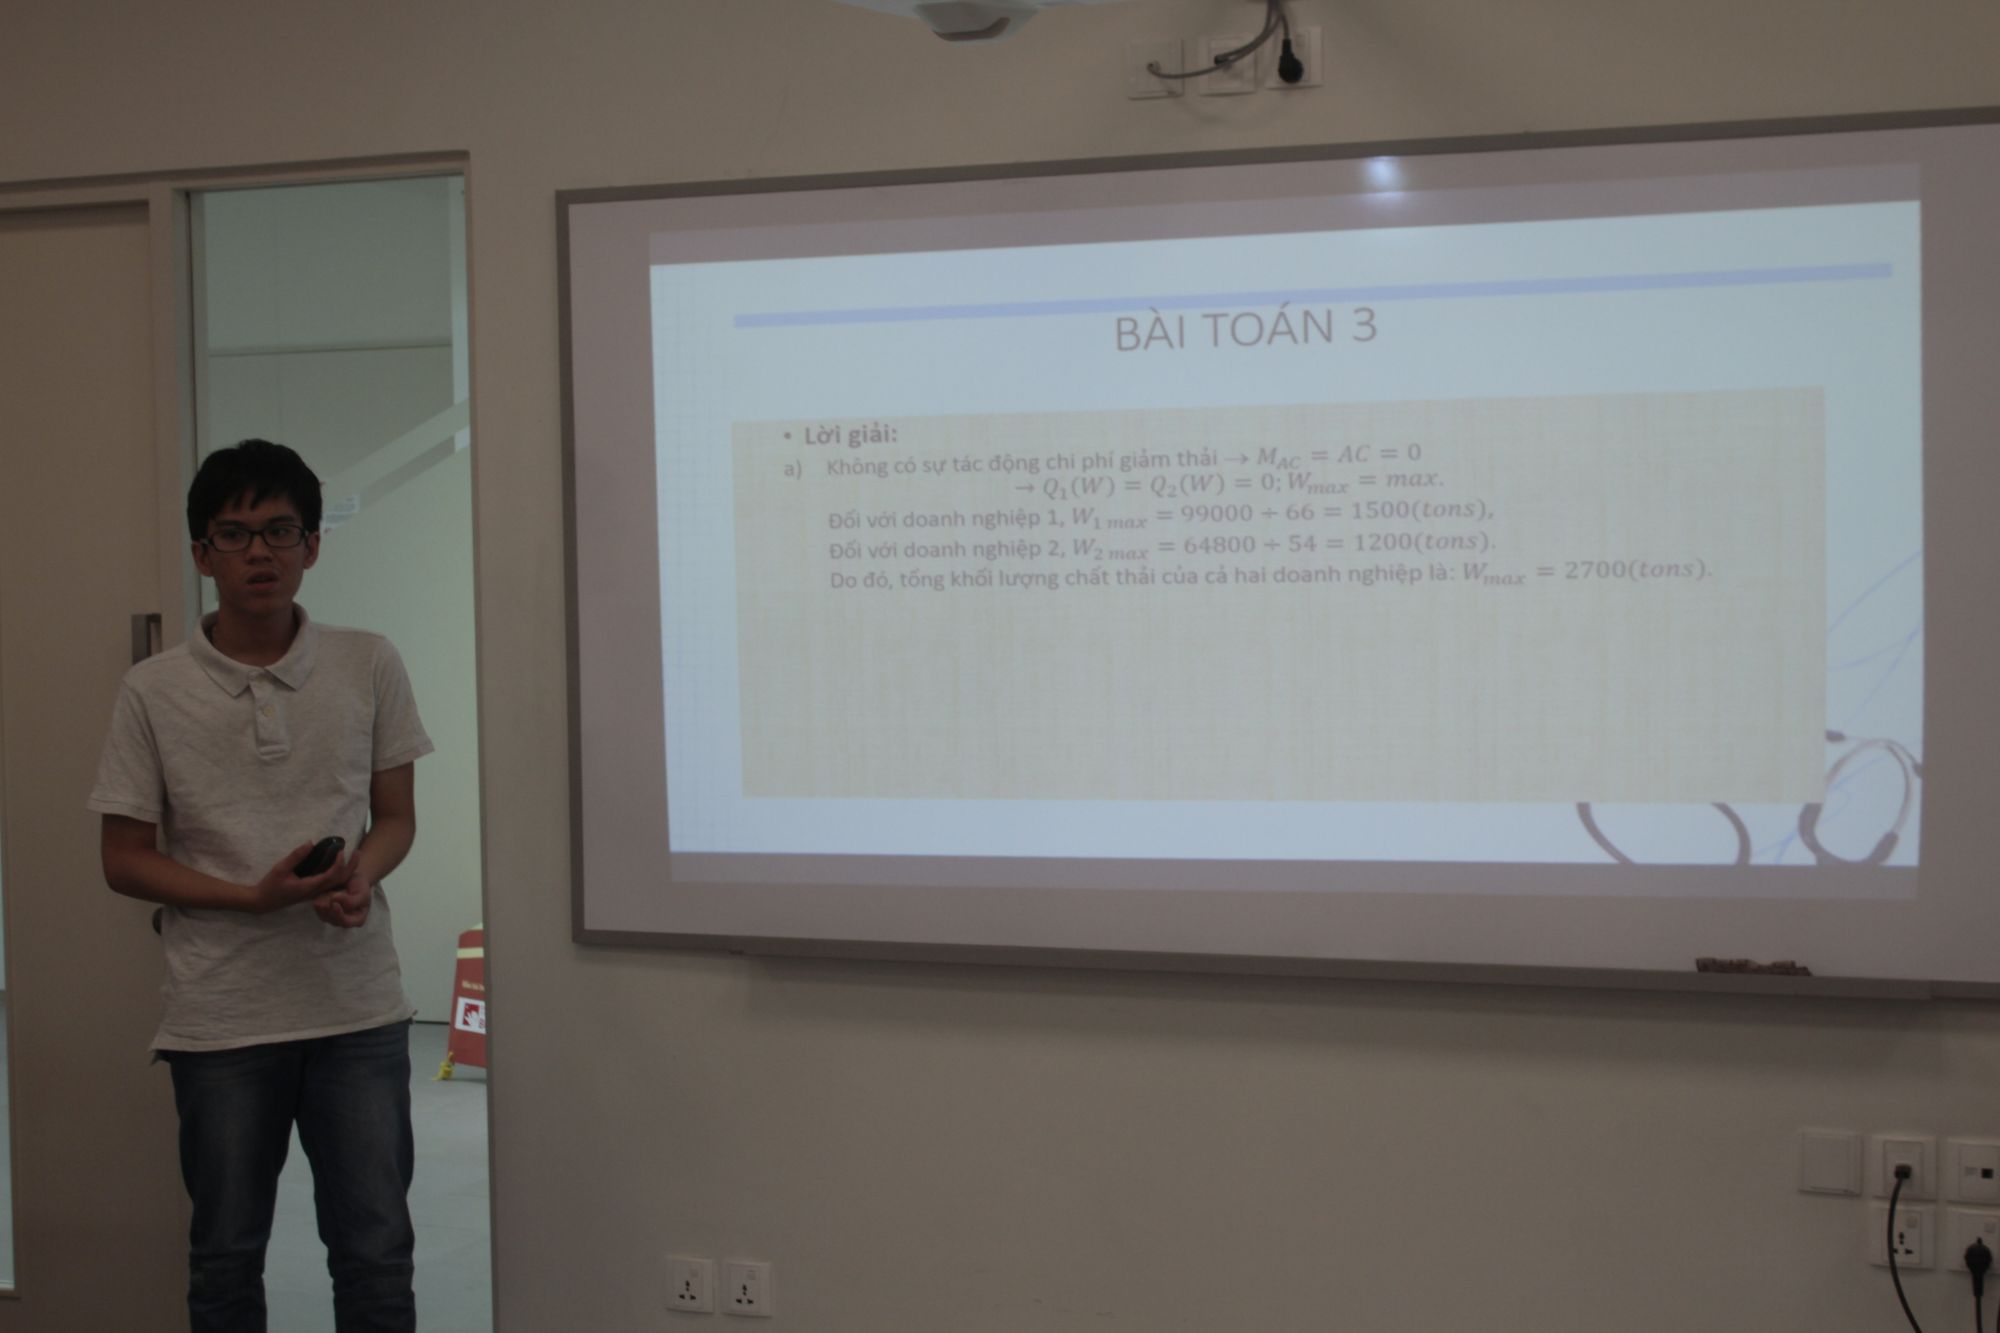 BÀI TOÁN 3
• Lời giải:
a) Không có sự tác động chi phí giảm thải → M_AC = AC = 0
→ Q₁(W) = Q₂(W) = 0; W_max = max.
Đối với doanh nghiệp 1, W_1 max = 99000 ÷ 66 = 1500(tons),
Đối với doanh nghiệp 2, W_2 max = 64800 ÷ 54 = 1200(tons).
Do đó, tổng khối lượng chất thải của cả hai doanh nghiệp là: W_max = 2700(tons).